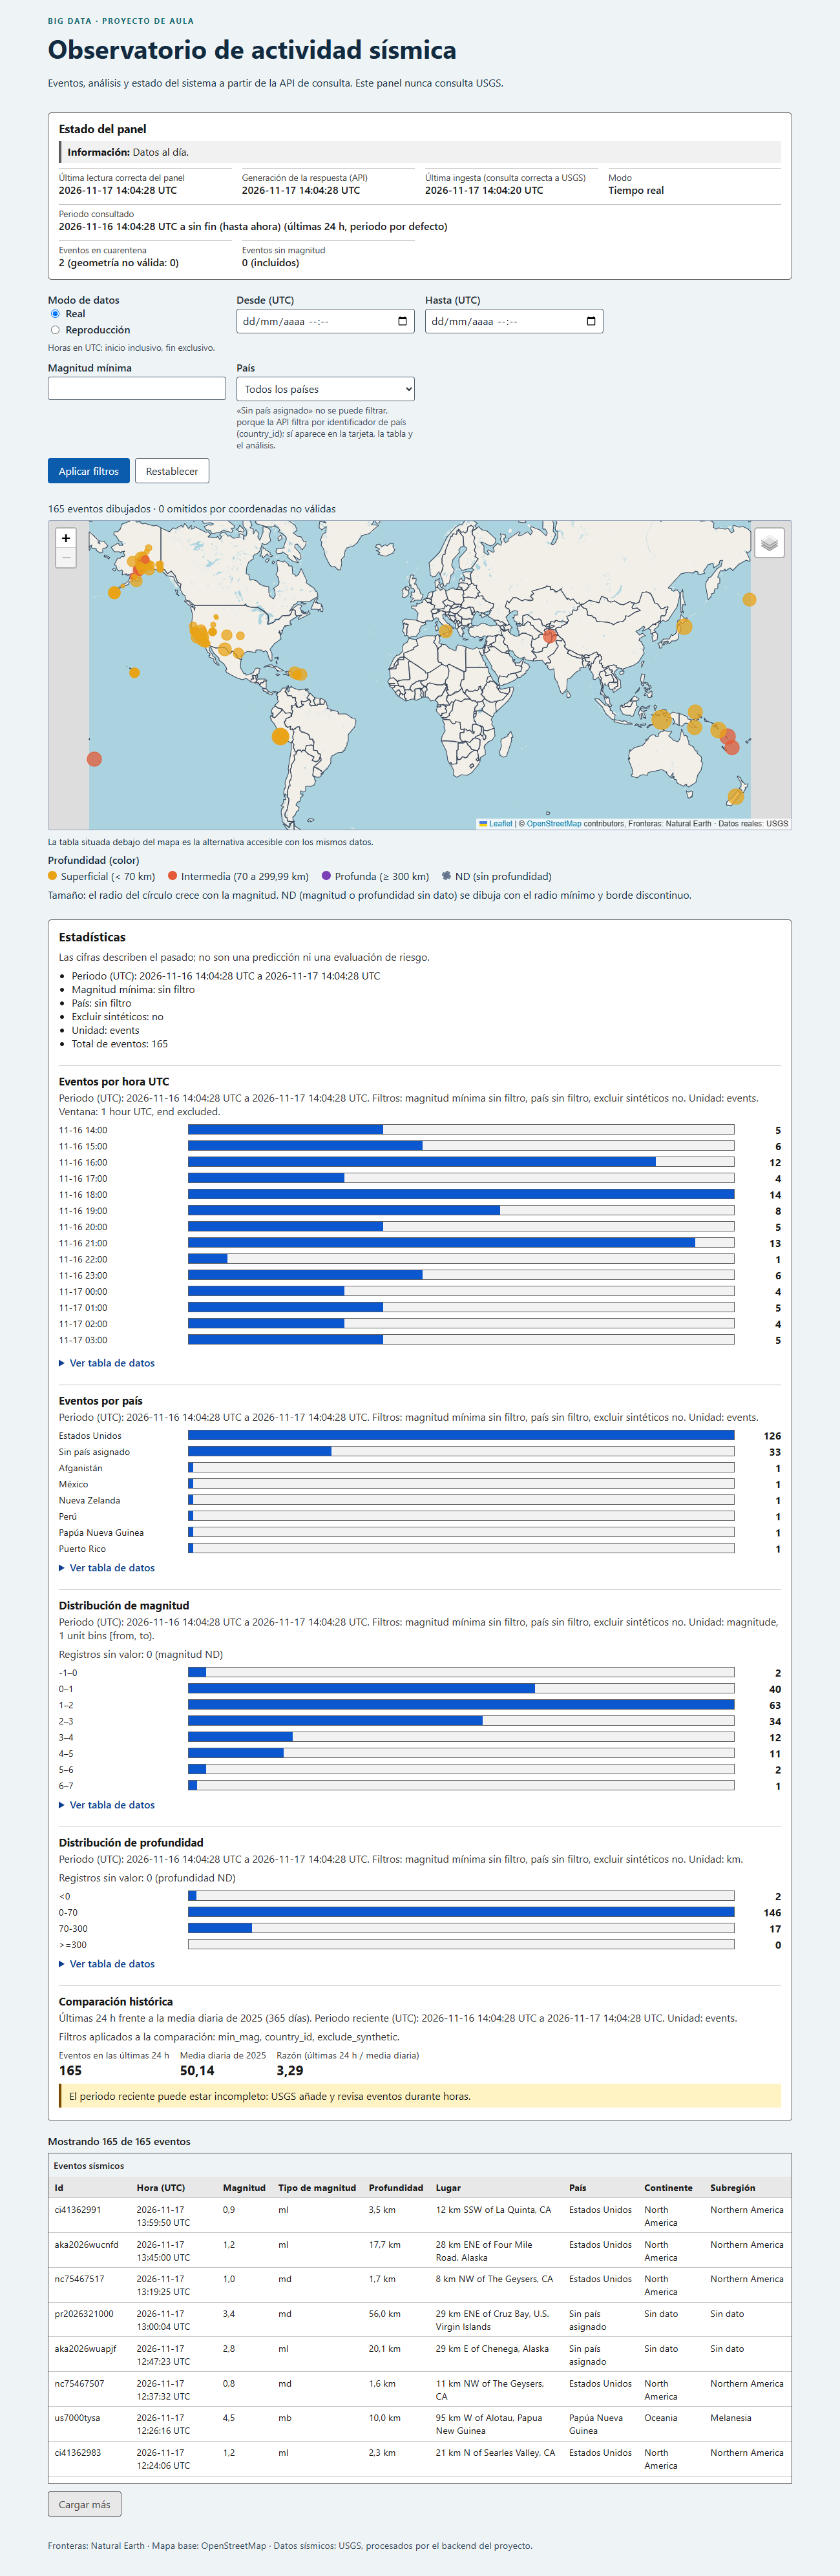 BIG DATA · PROYECTO DE AULA
Observatorio de actividad sísmica
Eventos, análisis y estado del sistema a partir de la API de consulta. Este panel nunca consulta USGS.
Estado del panel
Información: Datos al día.
Última lectura correcta del panel
2026-11-17 14:04:28 UTC
Generación de la respuesta (API)
2026-11-17 14:04:28 UTC
Última ingesta (consulta correcta a USGS)
2026-11-17 14:04:20 UTC
Modo
Tiempo real
Periodo consultado
2026-11-16 14:04:28 UTC a sin fin (hasta ahora) (últimas 24 h, periodo por defecto)
Eventos en cuarentena
2 (geometría no válida: 0)
Eventos sin magnitud
0 (incluidos)
Modo de datos
Real
Reproducción
Horas en UTC: inicio inclusivo, fin exclusivo.
Desde (UTC)
dd/mm/aaaa --:--
Hasta (UTC)
dd/mm/aaaa --:--
Magnitud mínima
País
Todos los países
«Sin país asignado» no se puede filtrar,
porque la API filtra por identificador de país
(country_id); sí aparece en la tarjeta, la tabla y
el análisis.
Aplicar filtros
Restablecer
165 eventos dibujados · 0 omitidos por coordenadas no válidas
+
−
Leaflet | © OpenStreetMap contributors, Fronteras: Natural Earth · Datos reales: USGS
La tabla situada debajo del mapa es la alternativa accesible con los mismos datos.
Profundidad (color)
Superficial (< 70 km)
Intermedia (70 a 299,99 km)
Profunda (≥ 300 km)
ND (sin profundidad)
Tamaño: el radio del círculo crece con la magnitud. ND (magnitud o profundidad sin dato) se dibuja con el radio mínimo y borde discontinuo.
Estadísticas
Las cifras describen el pasado; no son una predicción ni una evaluación de riesgo.
• Periodo (UTC): 2026-11-16 14:04:28 UTC a 2026-11-17 14:04:28 UTC
• Magnitud mínima: sin filtro
• País: sin filtro
• Excluir sintéticos: no
• Unidad: events
• Total de eventos: 165
Eventos por hora UTC
Periodo (UTC): 2026-11-16 14:04:28 UTC a 2026-11-17 14:04:28 UTC. Filtros: magnitud mínima sin filtro, país sin filtro, excluir sintéticos no. Unidad: events.
Ventana: 1 hour UTC, end excluded.
11-16 14:00 5
11-16 15:00 6
11-16 16:00 12
11-16 17:00 4
11-16 18:00 14
11-16 19:00 8
11-16 20:00 5
11-16 21:00 13
11-16 22:00 1
11-16 23:00 6
11-17 00:00 4
11-17 01:00 5
11-17 02:00 4
11-17 03:00 5
Ver tabla de datos
Eventos por país
Periodo (UTC): 2026-11-16 14:04:28 UTC a 2026-11-17 14:04:28 UTC. Filtros: magnitud mínima sin filtro, país sin filtro, excluir sintéticos no. Unidad: events.
Estados Unidos 126
Sin país asignado 33
Afganistán 1
México 1
Nueva Zelanda 1
Perú 1
Papúa Nueva Guinea 1
Puerto Rico 1
Ver tabla de datos
Distribución de magnitud
Periodo (UTC): 2026-11-16 14:04:28 UTC a 2026-11-17 14:04:28 UTC. Filtros: magnitud mínima sin filtro, país sin filtro, excluir sintéticos no. Unidad: magnitude,
1 unit bins [from, to).
Registros sin valor: 0 (magnitud ND)
-1–0 2
0–1 40
1–2 63
2–3 34
3–4 12
4–5 11
5–6 2
6–7 1
Ver tabla de datos
Distribución de profundidad
Periodo (UTC): 2026-11-16 14:04:28 UTC a 2026-11-17 14:04:28 UTC. Filtros: magnitud mínima sin filtro, país sin filtro, excluir sintéticos no. Unidad: km.
Registros sin valor: 0 (profundidad ND)
<0 2
0-70 146
70-300 17
>=300 0
Ver tabla de datos
Comparación histórica
Últimas 24 h frente a la media diaria de 2025 (365 días). Periodo reciente (UTC): 2026-11-16 14:04:28 UTC a 2026-11-17 14:04:28 UTC. Unidad: events.
Filtros aplicados a la comparación: min_mag, country_id, exclude_synthetic.
Eventos en las últimas 24 h
165
Media diaria de 2025
50,14
Razón (últimas 24 h / media diaria)
3,29
El periodo reciente puede estar incompleto: USGS añade y revisa eventos durante horas.
Mostrando 165 de 165 eventos
Eventos sísmicos
Id Hora (UTC) Magnitud Tipo de magnitud Profundidad Lugar País Continente Subregión
ci41362991 2026-11-17 13:59:50 UTC 0,9 ml 3,5 km 12 km SSW of La Quinta, CA Estados Unidos North America Northern America
aka2026wucnfd 2026-11-17 13:45:00 UTC 1,2 ml 17,7 km 28 km ENE of Four Mile Road, Alaska Estados Unidos North America Northern America
nc75467517 2026-11-17 13:19:25 UTC 1,0 md 1,7 km 8 km NW of The Geysers, CA Estados Unidos North America Northern America
pr2026321000 2026-11-17 13:00:04 UTC 3,4 md 56,0 km 29 km ENE of Cruz Bay, U.S. Virgin Islands Sin país asignado Sin dato Sin dato
aka2026wuapjf 2026-11-17 12:47:23 UTC 2,8 ml 20,1 km 29 km E of Chenega, Alaska Sin país asignado Sin dato Sin dato
nc75467507 2026-11-17 12:37:32 UTC 0,8 md 1,6 km 11 km NW of The Geysers, CA Estados Unidos North America Northern America
us7000tysa 2026-11-17 12:26:16 UTC 4,5 mb 10,0 km 95 km W of Alotau, Papua New Guinea Papúa Nueva Guinea Oceania Melanesia
ci41362983 2026-11-17 12:24:06 UTC 1,2 ml 2,3 km 21 km N of Searles Valley, CA Estados Unidos North America Northern America
Cargar más
Fronteras: Natural Earth · Mapa base: OpenStreetMap · Datos sísmicos: USGS, procesados por el backend del proyecto.